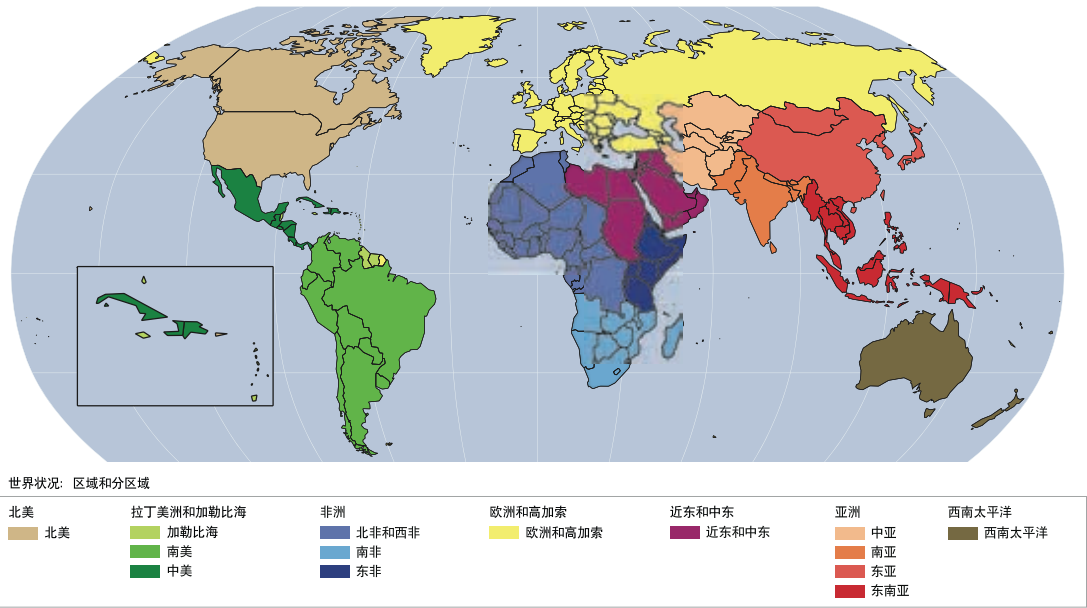 世界状况: 区域和分区域
北美 拉丁美洲和加勒比海 非洲 欧洲和高加索 近东和中东 亚洲 西南太平洋
北美 加勒比海 北非和西非 欧洲和高加索 近东和中东 中亚 西南太平洋
南美 南非 南亚
中美 东非 东亚
东南亚